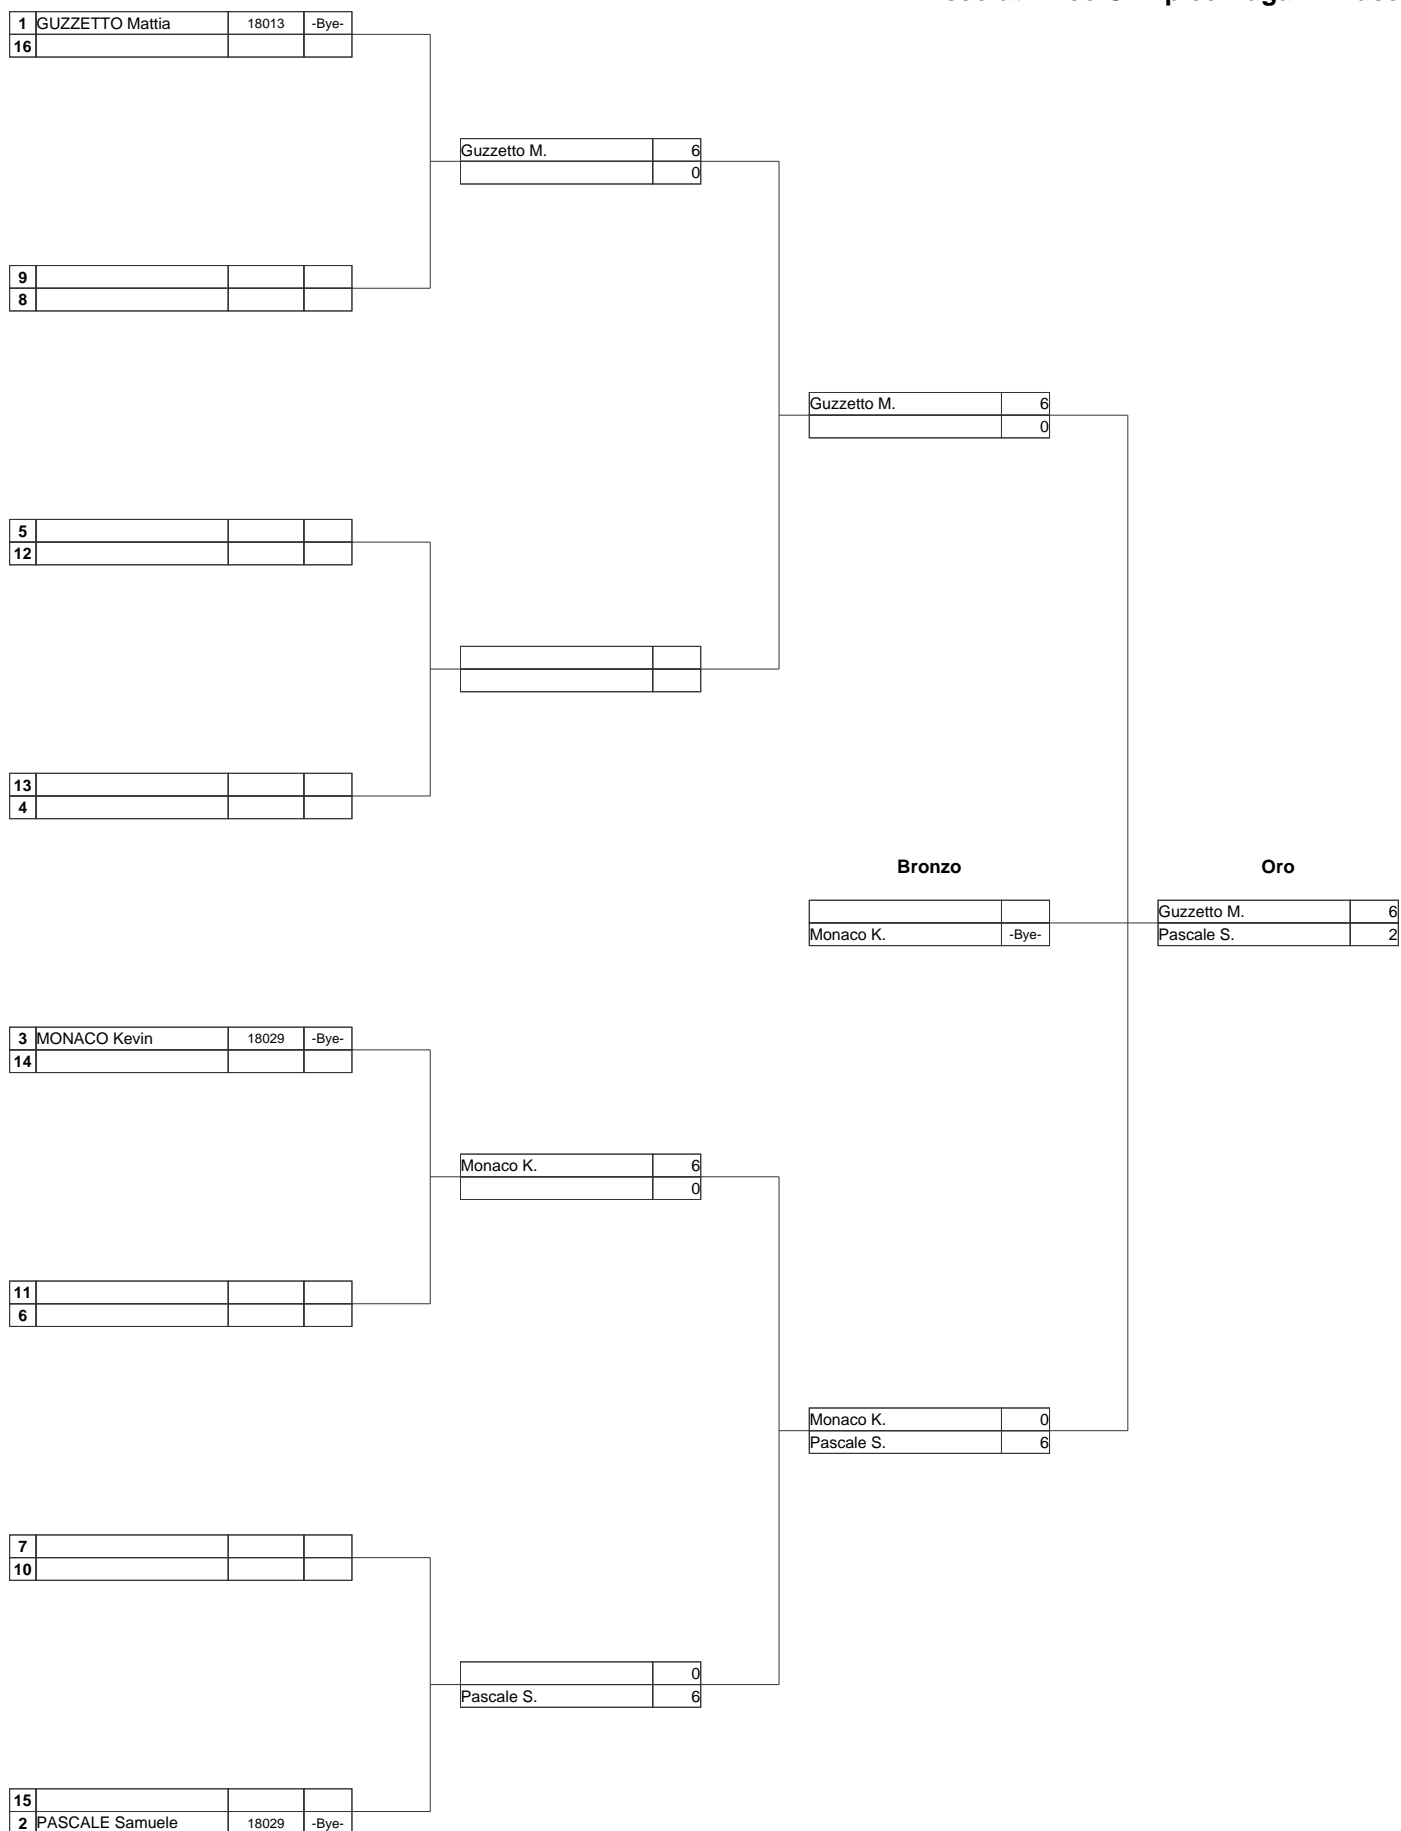 1 GUZZETTO Mattia 18013 -Bye-
16
Guzzetto M. 6
0
9
8
Guzzetto M. 6
0
5
12
13
4
Bronzo Oro
Guzzetto M. 6
Monaco K. -Bye- Pascale S. 2
3 MONACO Kevin 18029 -Bye-
14
Monaco K. 6
0
11
6
Monaco K. 0
Pascale S. 6
7
10
0
Pascale S. 6
15
2 PASCALE Samuele 18029 -Bye-